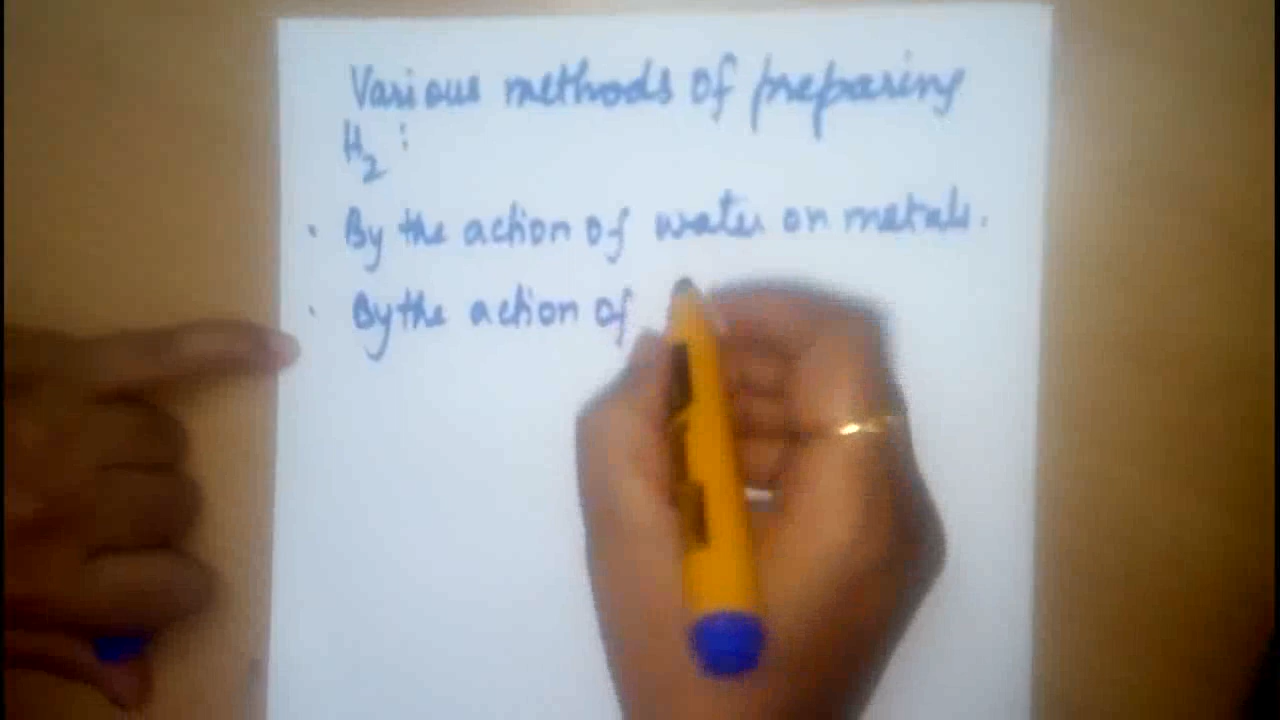 Various methods of preparing
H₂ :
· By the action of water on metals.
· By the action of